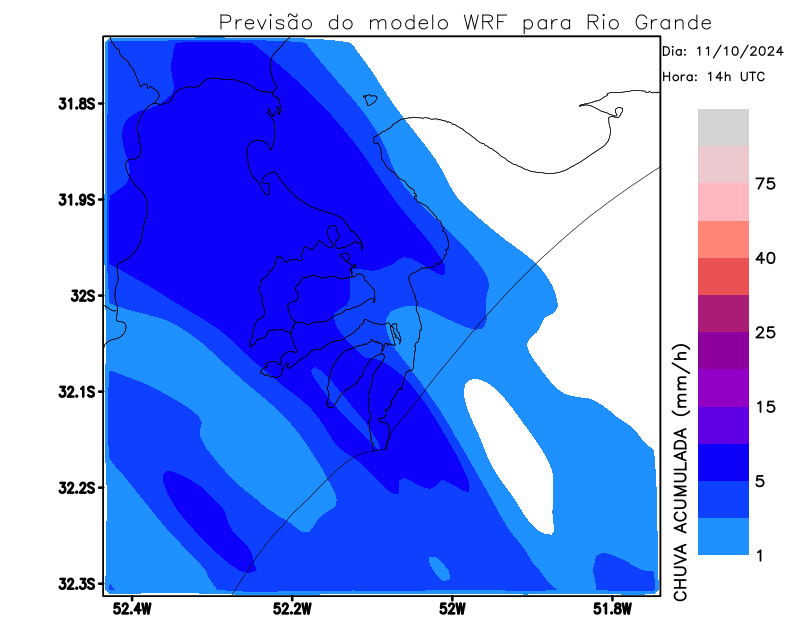 Previsão do modelo WRF para Rio Grande
Dia: 11/10/2024
Hora: 14h UTC
31.8S
31.9S
32S
32.1S
32.2S
32.3S
52.4W
52.2W
52W
51.8W
75
40
25
15
5
1
CHUVA ACUMULADA (mm/h)